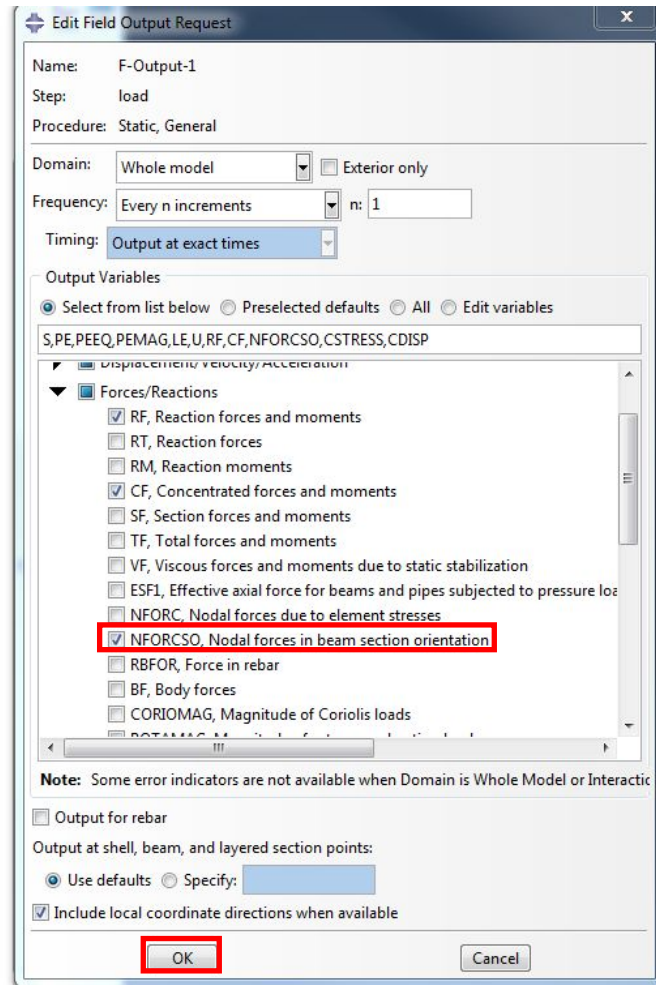 Edit Field Output Request
x
Name: F-Output-1
Step: load
Procedure: Static, General
Domain: Whole model Exterior only
Frequency: Every n increments n: 1
Timing: Output at exact times
Output Variables
Select from list below Preselected defaults All Edit variables
S,PE,PEEQ,PEMAG,LE,U,RF,CF,NFORCSO,CSTRESS,CDISP
Displacement/Velocity/Acceleration
Forces/Reactions
RF, Reaction forces and moments
RT, Reaction forces
RM, Reaction moments
CF, Concentrated forces and moments
SF, Section forces and moments
TF, Total forces and moments
VF, Viscous forces and moments due to static stabilization
ESF1, Effective axial force for beams and pipes subjected to pressure loa
NFORC, Nodal forces due to element stresses
NFORCSO, Nodal forces in beam section orientation
RBFOR, Force in rebar
BF, Body forces
CORIOMAG, Magnitude of Coriolis loads
Note: Some error indicators are not available when Domain is Whole Model or Interactic
Output for rebar
Output at shell, beam, and layered section points:
Use defaults Specify:
Include local coordinate directions when available
OK Cancel